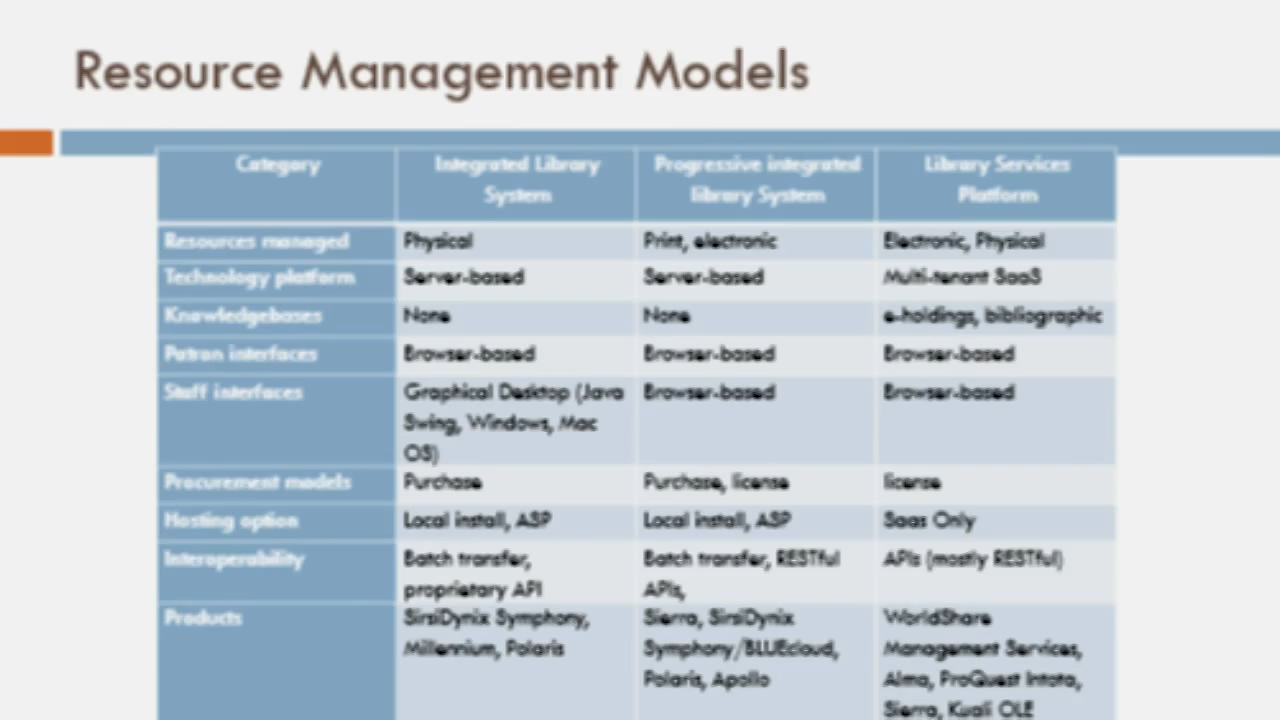 Resource Management Models
Category
Integrated Library
System
Progressive integrated
library System
Library Services
Platform
Resources managed
Physical
Print, electronic
Electronic, Physical
Technology platform
Server-based
Server-based
Multi-tenant SaaS
Knowledgebases
None
None
e-holdings, bibliographic
Patron interfaces
Browser-based
Browser-based
Browser-based
Staff interfaces
Graphical Desktop (Java
Swing, Windows, Mac
OS)
Browser-based
Browser-based
Procurement models
Purchase
Purchase, license
license
Hosting option
Local install, ASP
Local install, ASP
Saas Only
Interoperability
Batch transfer,
proprietary API
Batch transfer, RESTful
APIs,
APIs (mostly RESTful)
Products
SirsiDynix Symphony,
Millennium, Polaris
Sierra, SirsiDynix
Symphony/BLUEcloud,
Polaris, Apollo
WorldShare
Management Services,
Alma, ProQuest Intota,
Sierra, Kuali OLE